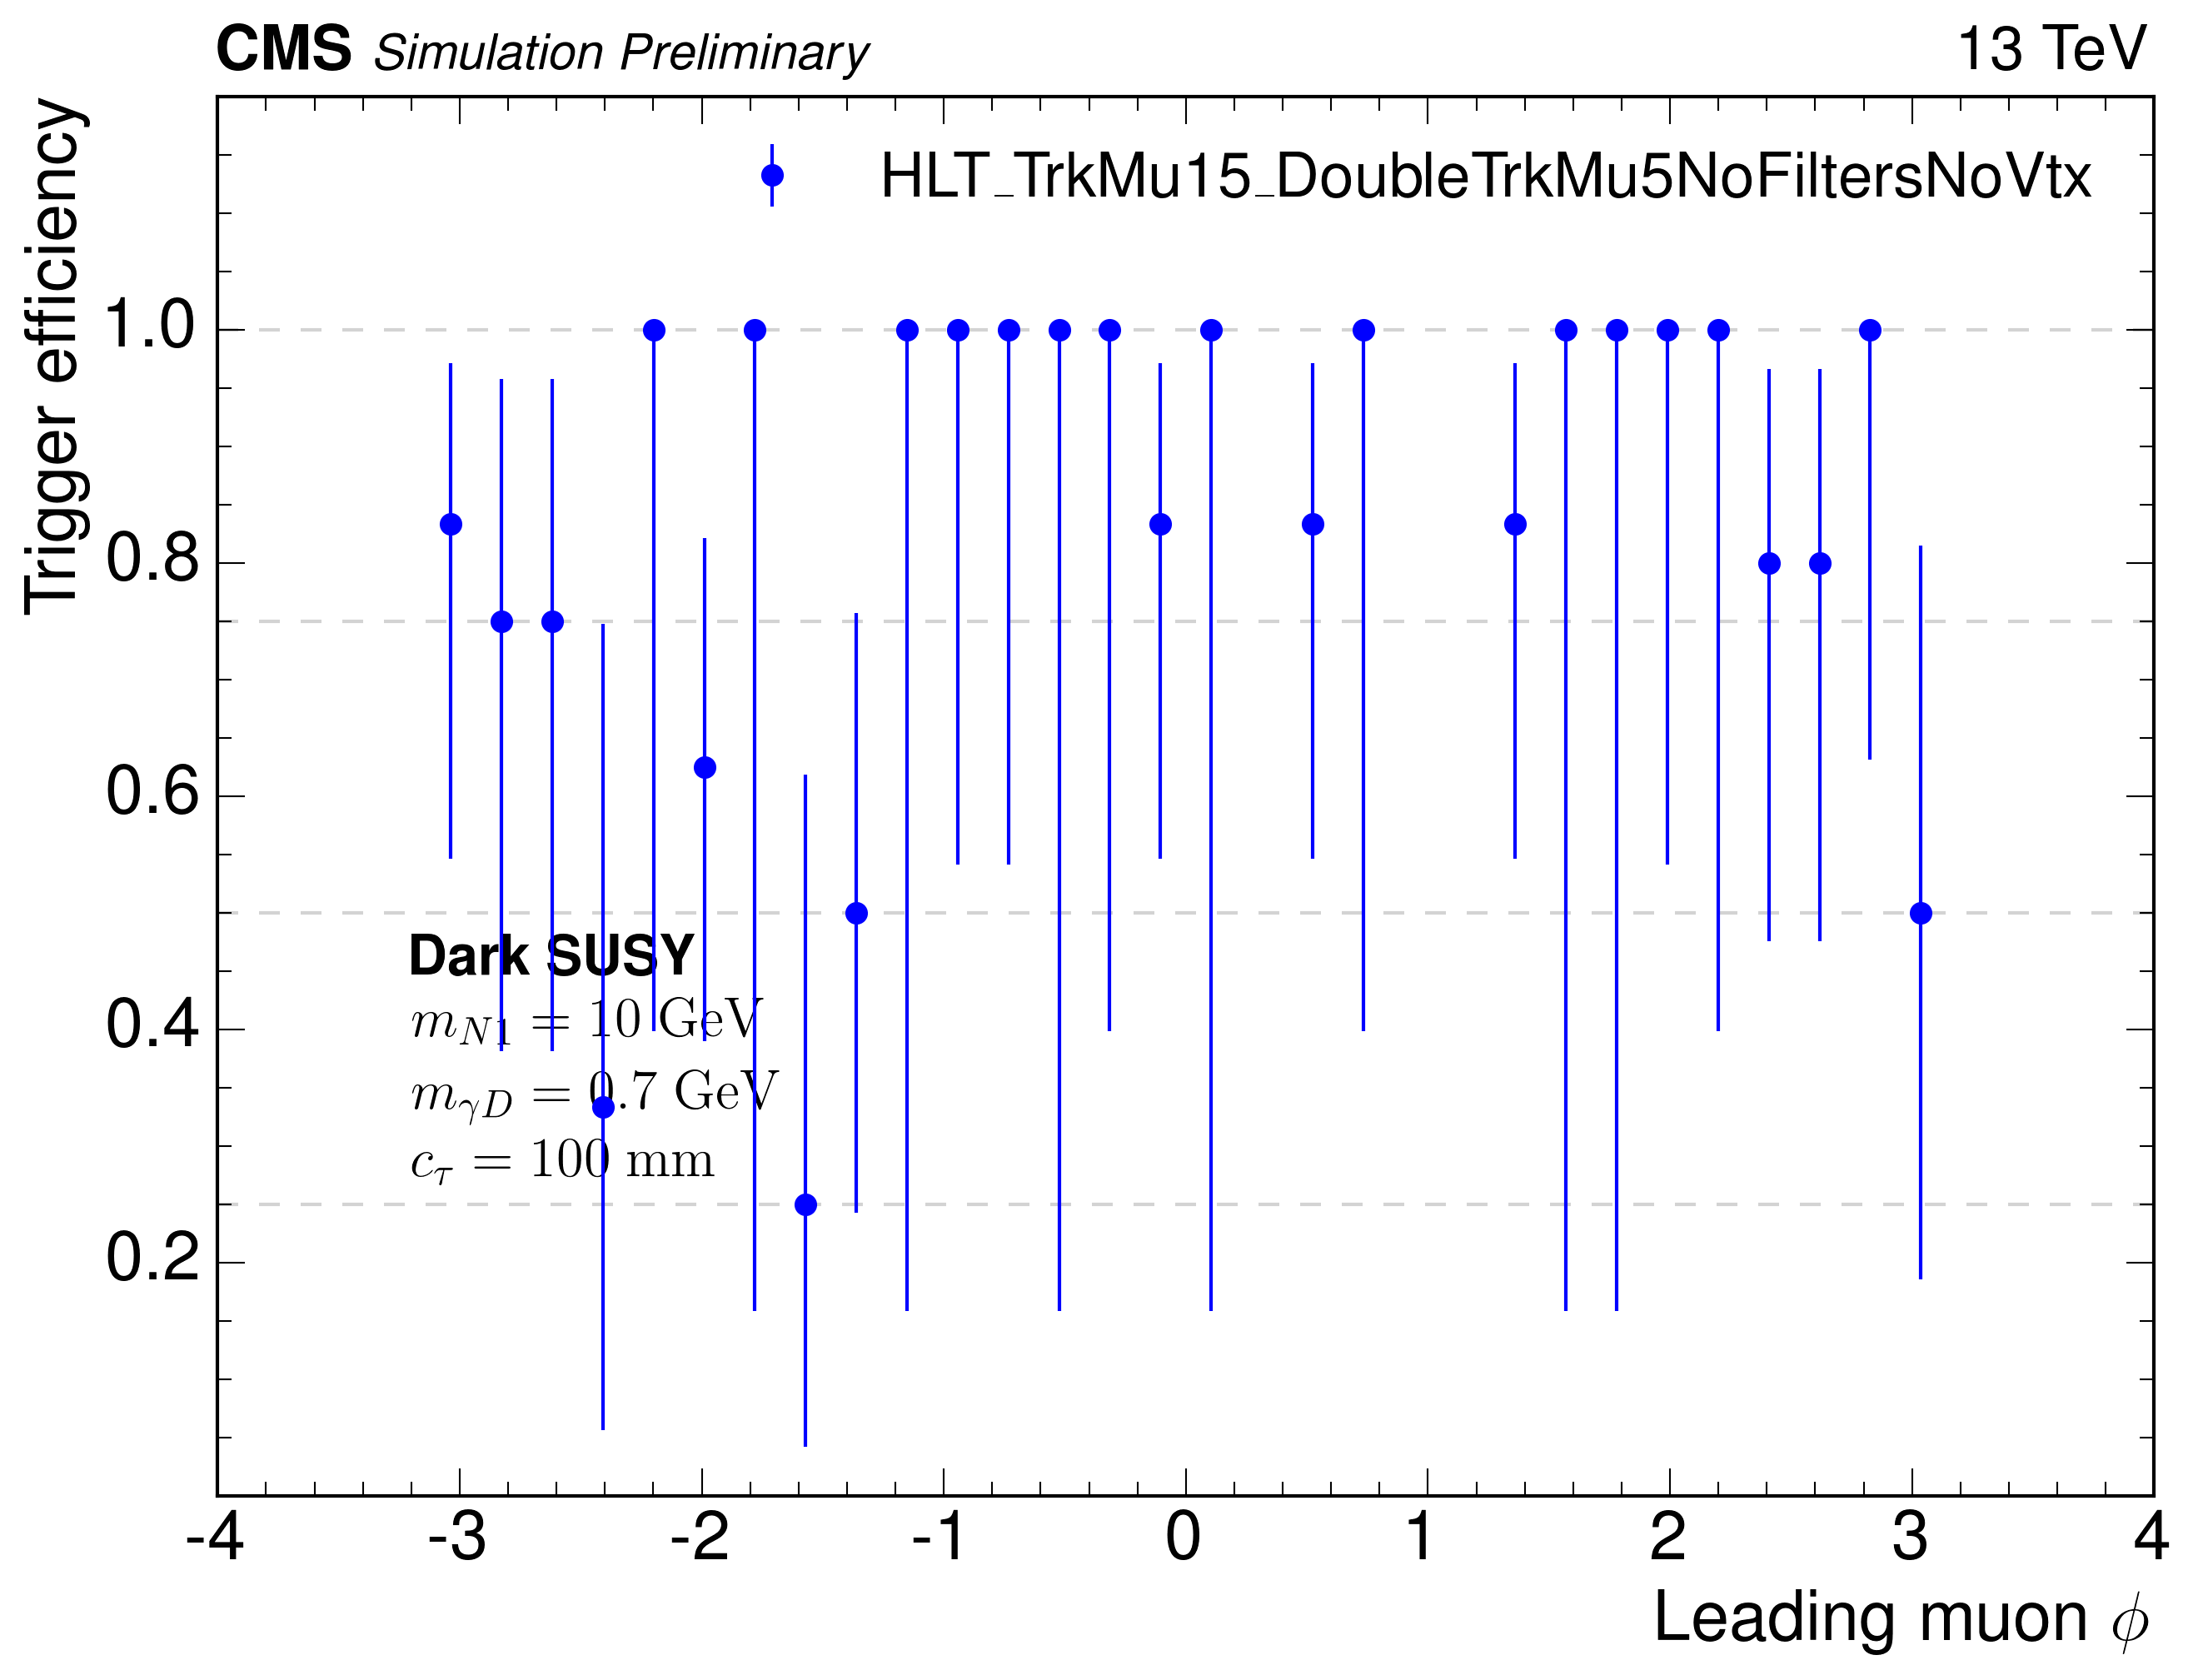 CMS Simulation Preliminary 13 TeV
Trigger efficiency
HLT_TrkMu15_DoubleTrkMu5NoFiltersNoVtx
1.0
0.8
0.6
0.4
0.2
Dark SUSY
m_{N1} = 10 GeV
m_{γD} = 0.7 GeV
c_τ = 100 mm
-4 -3 -2 -1 0 1 2 3 4
Leading muon ϕ